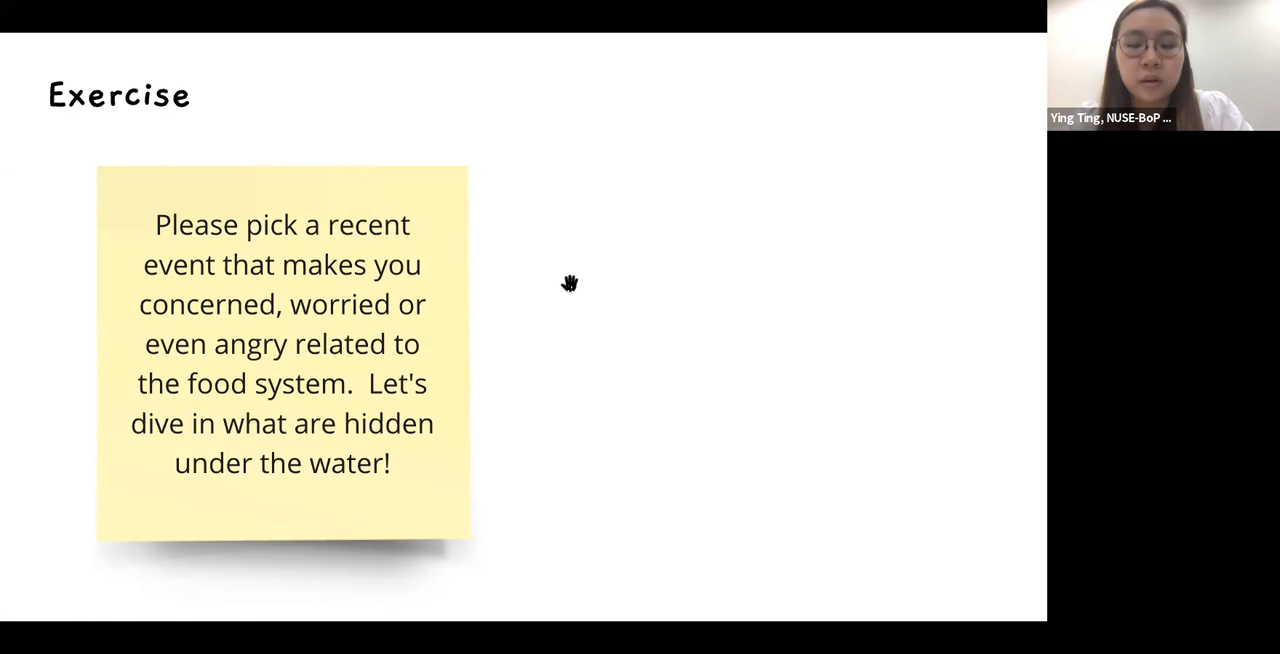 Exercise
Please pick a recent
event that makes you
concerned, worried or
even angry related to
the food system.  Let's
dive in what are hidden
under the water!
Ying Ting, NUSE-BoP ...